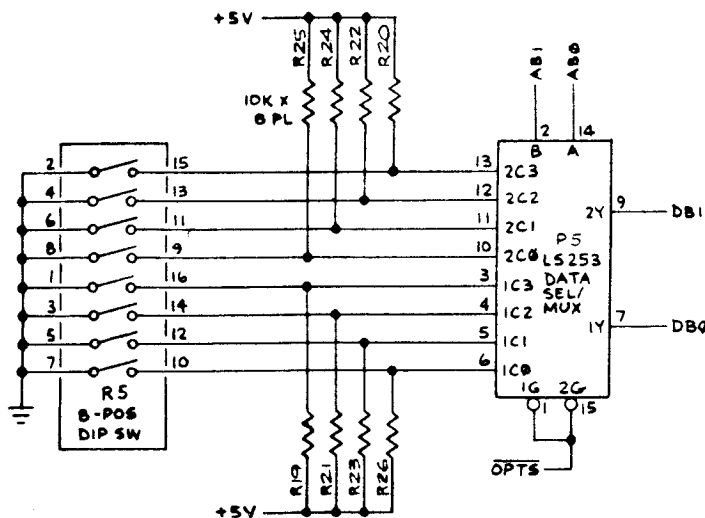 +5V
R25
R24
R22
R20
10K X
8 PL
AB1
AB0
2
14
B
A
2
15
13
2C3
4
13
12
2C2
6
11
11
2C1
8
9
10
2C0
1
16
3
1C3
3
14
4
1C2
5
12
5
1C1
7
10
6
1C0
2Y
9
DB1
P5
LS253
DATA
SEL/
MUX
1Y
7
DB0
R5
8-POS
DIP SW
1G
2G
1
15
OPTS
R19
R21
R23
R26
+5V